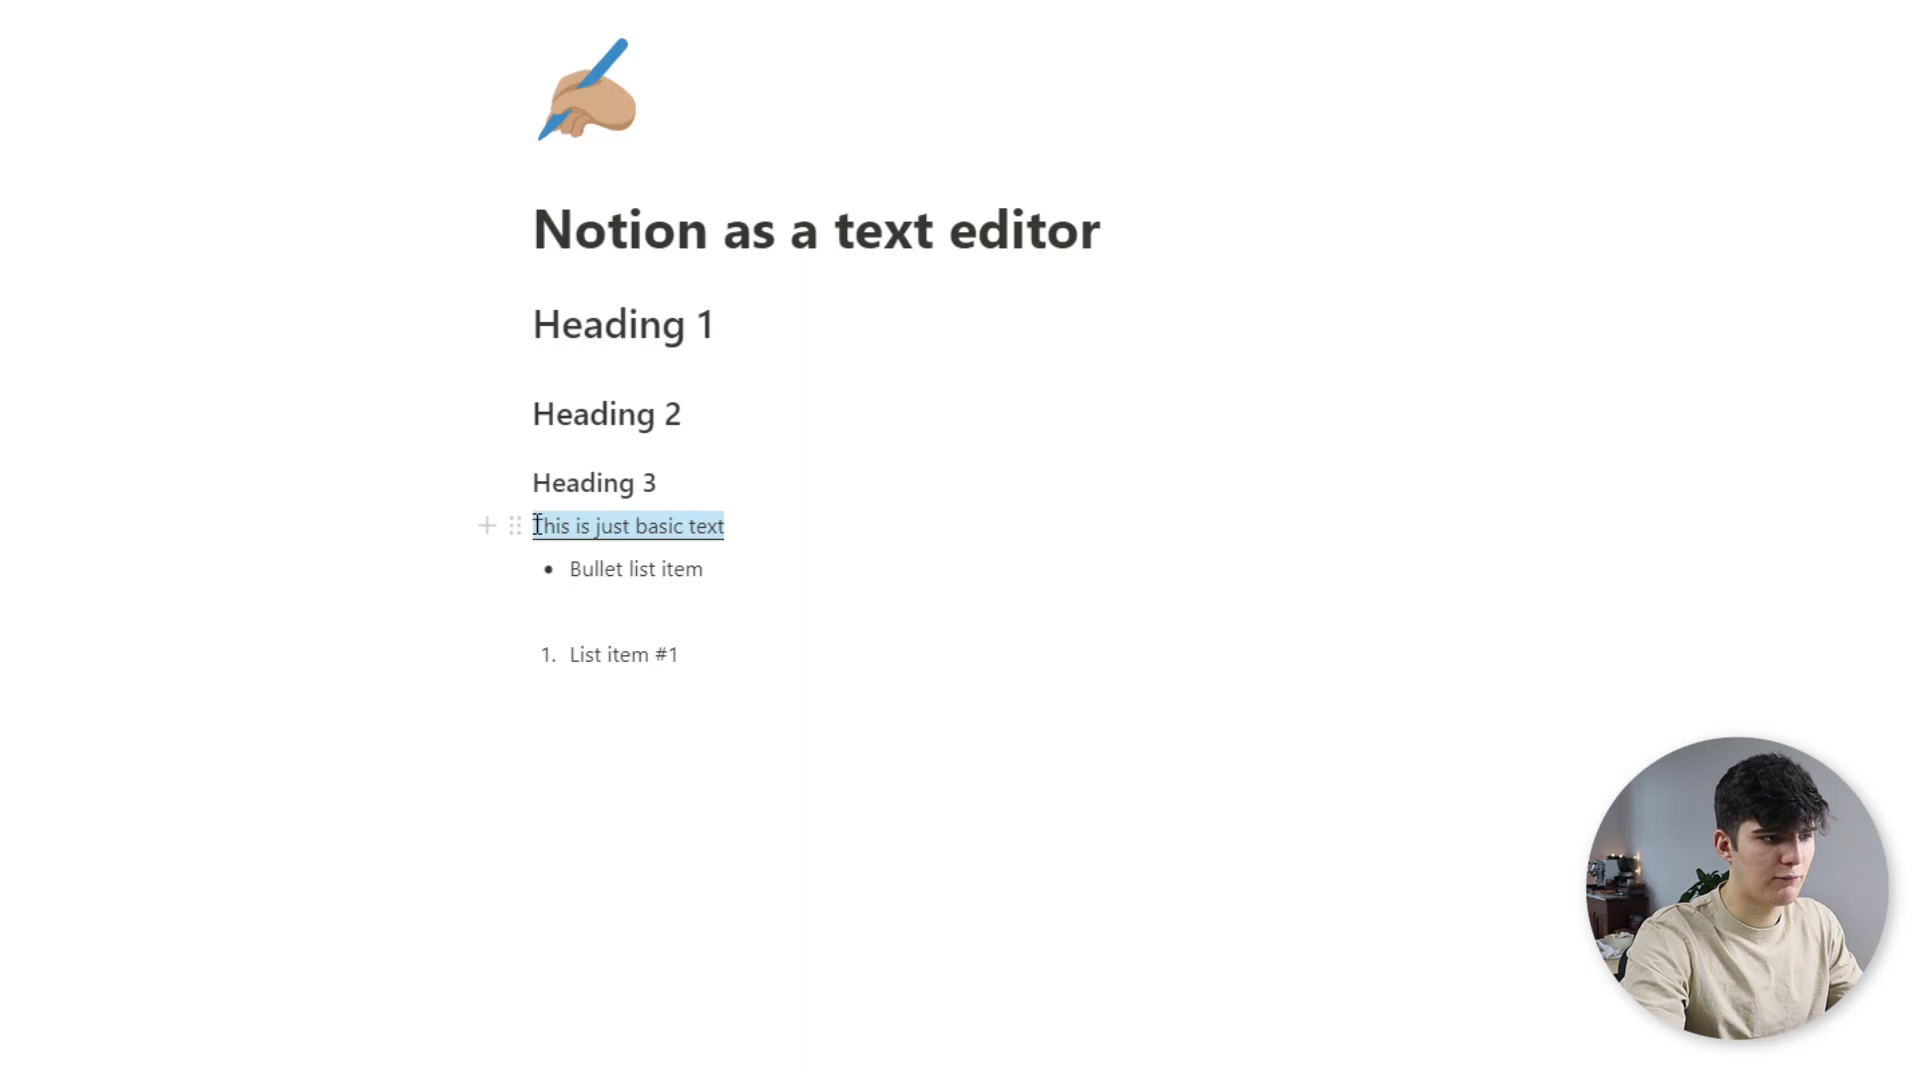 Notion as a text editor
Heading 1
Heading 2
Heading 3
This is just basic text
• Bullet list item
1. List item #1